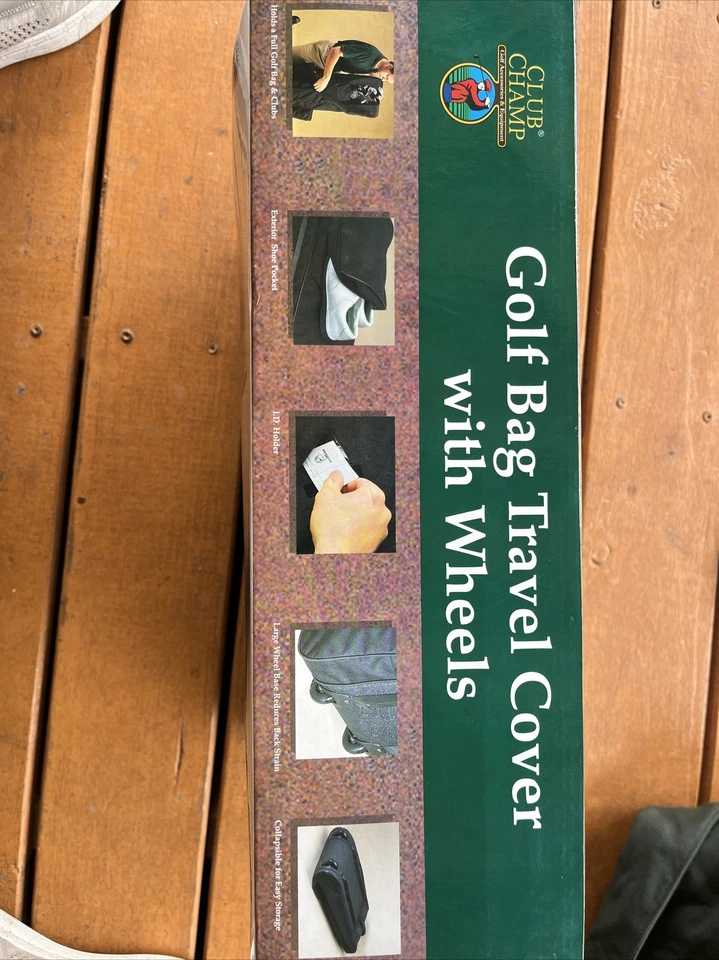 CLUB
CHAMP®
Golf Accessories & Equipment
Golf Bag Travel Cover
with Wheels
Holds a Full Golf Bag & Clubs
Exterior Shoe Pocket
I.D. Holder
Large Wheel Base Reduces Back Strain
Collapsible for Easy Storage